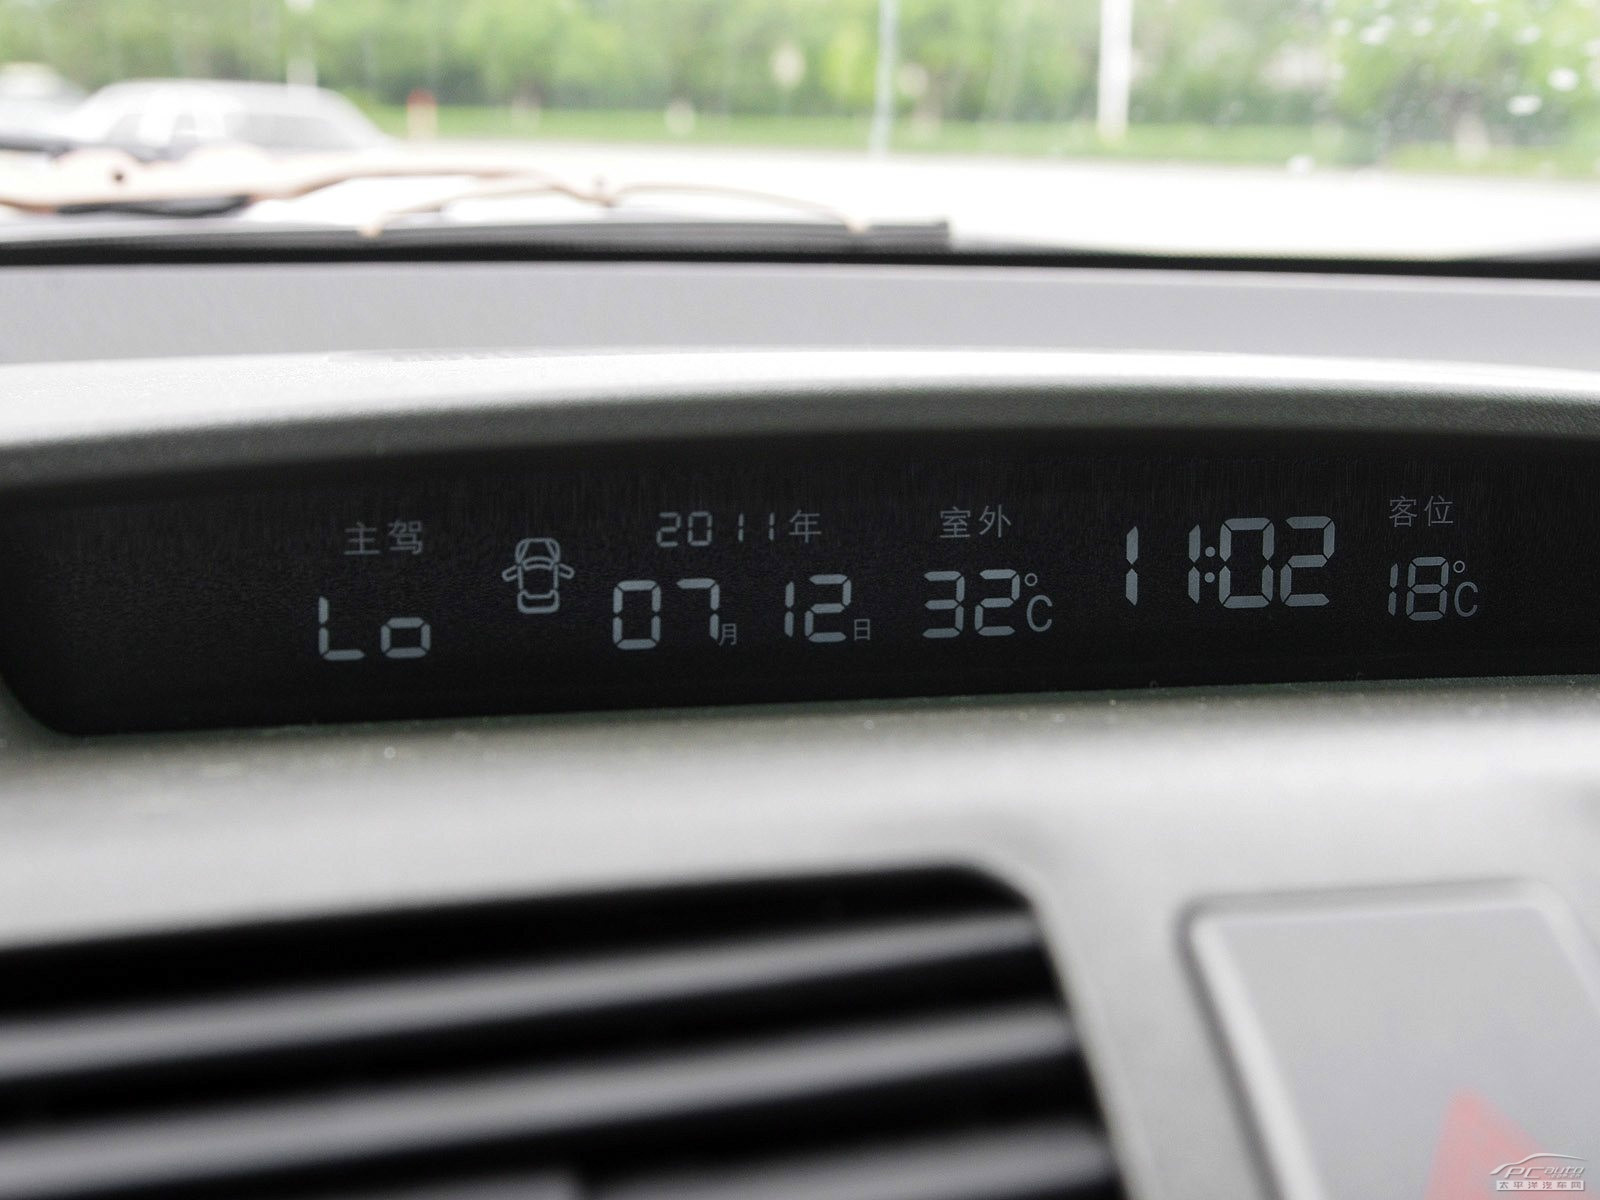 主驾 2011年 室外 11:02 客位
Lo 07月 12日 32°C 18°C
PCauto
太平洋汽车网